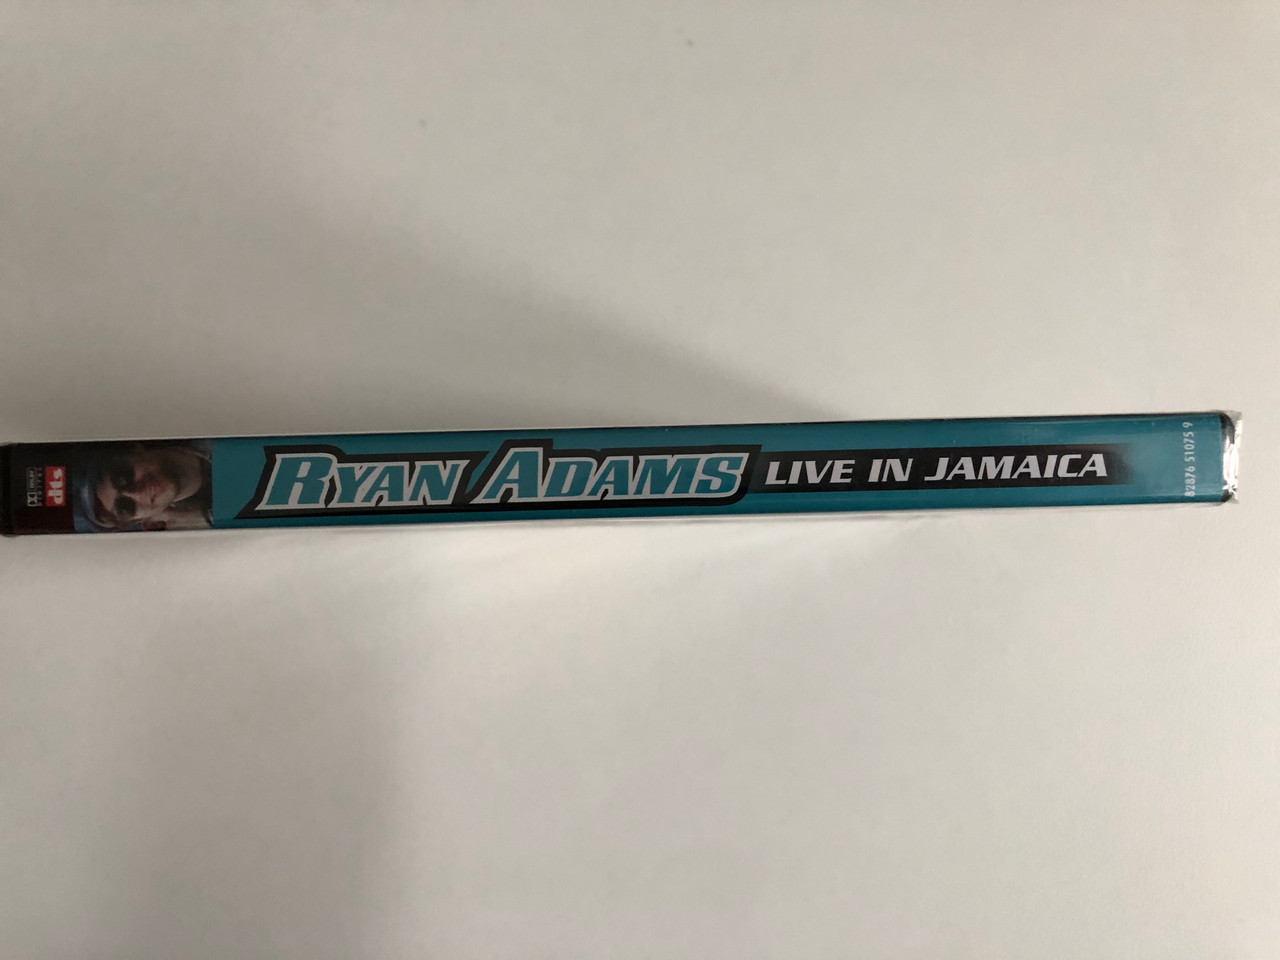 dts
RYAN ADAMS LIVE IN JAMAICA
82876 51075 9